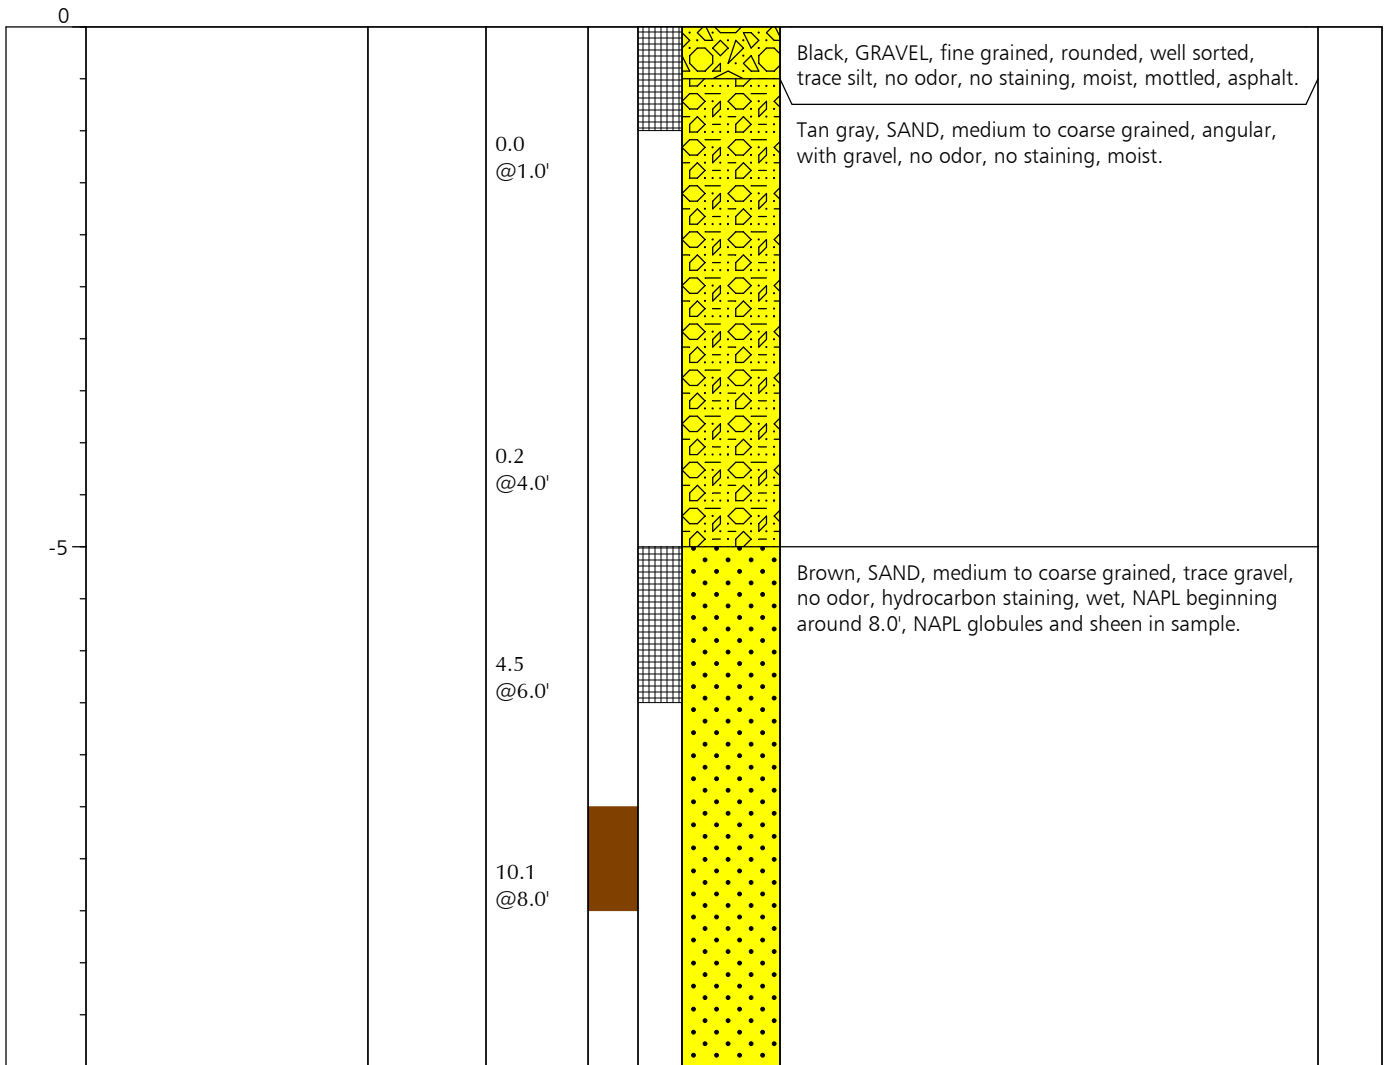 0
Black, GRAVEL, fine grained, rounded, well sorted,
trace silt, no odor, no staining, moist, mottled, asphalt.
Tan gray, SAND, medium to coarse grained, angular,
with gravel, no odor, no staining, moist.
0.0
@1.0'
0.2
@4.0'
-5
Brown, SAND, medium to coarse grained, trace gravel,
no odor, hydrocarbon staining, wet, NAPL beginning
around 8.0', NAPL globules and sheen in sample.
4.5
@6.0'
10.1
@8.0'